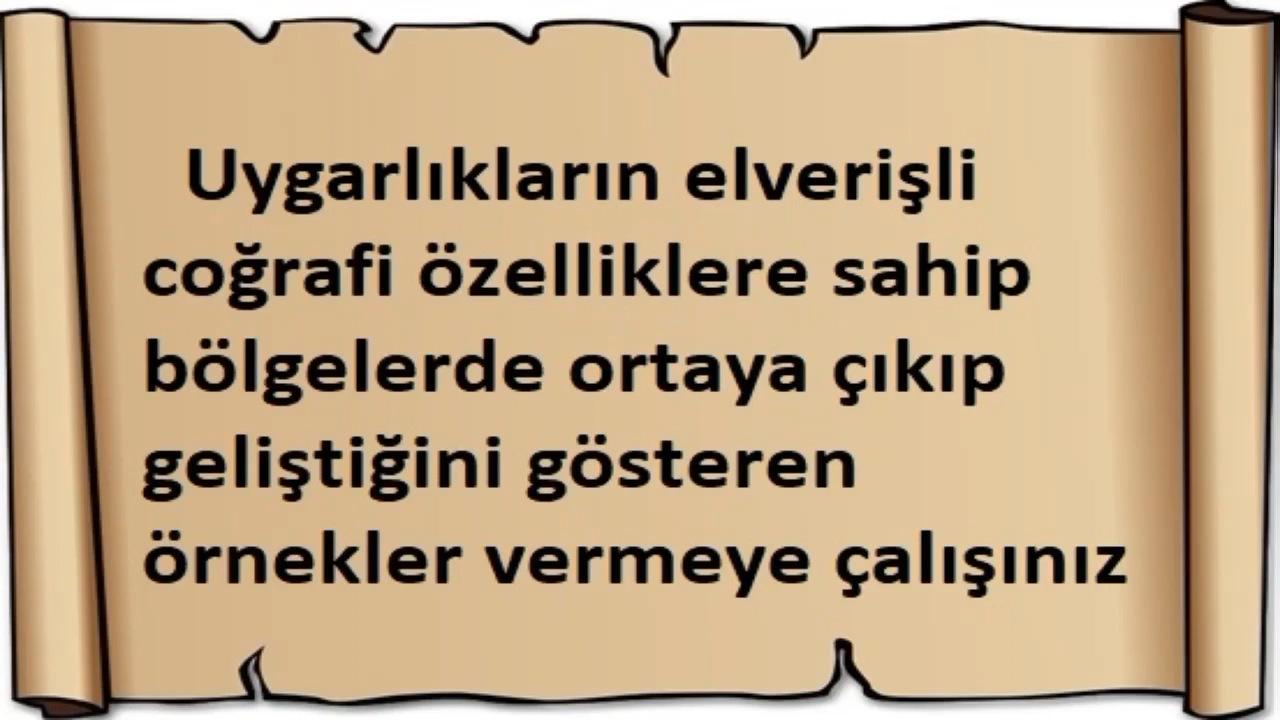 Uygarlıkların elverişli
coğrafi özelliklere sahip
bölgelerde ortaya çıkıp
geliştiğini gösteren
örnekler vermeye çalışınız